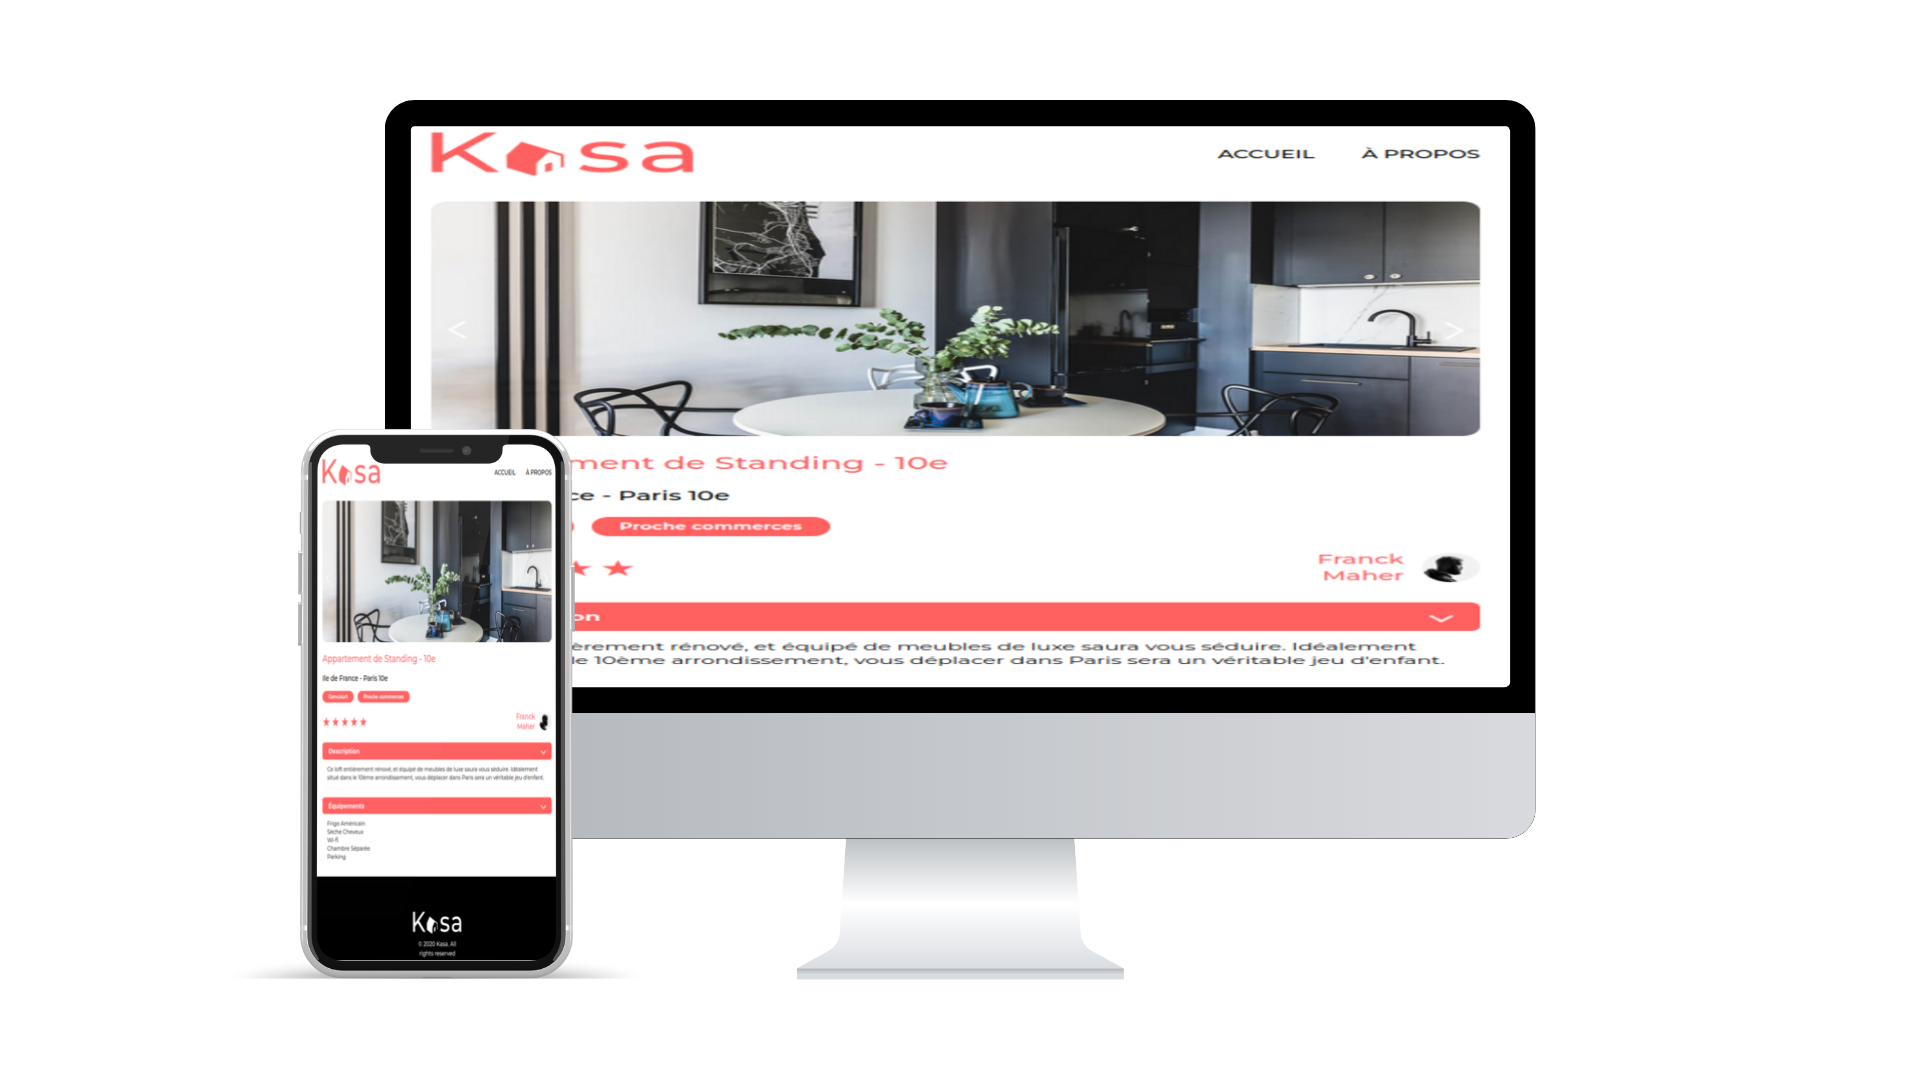 Kasa
ACCUEIL À PROPOS
<
>
ment de Standing - 10e
ce - Paris 10e
Proche commerces
Franck
Maher
on
èrement rénové, et équipé de meubles de luxe saura vous séduire. Idéalement
le 10ème arrondissement, vous déplacer dans Paris sera un véritable jeu d'enfant.
Kasa
ACCUEIL À PROPOS
Appartement de Standing - 10e
Ile de France - Paris 10e
Goncourt Proche commerces
Franck
Maher
Description
Ce loft entièrement rénové, et équipé de meubles de luxe saura vous séduire. Idéalement
situé dans le 10ème arrondissement, vous déplacer dans Paris sera un véritable jeu d'enfant.
Équipements
Frigo Américain
Sèche Cheveux
Wi-fi
Chambre Séparée
Parking
Kasa
© 2020 Kasa. All
rights reserved